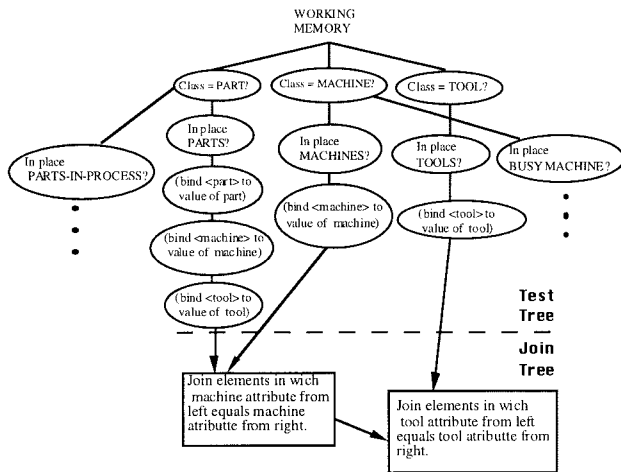 WORKING
MEMORY
Class = PART?
Class = MACHINE?
Class = TOOL?
In place
PARTS-IN-PROCESS?
In place
PARTS?
In place
MACHINES?
In place
TOOLS?
In place
BUSY MACHINE?
(bind <part> to
value of part)
(bind <machine> to
value of machine)
(bind <tool> to
value of tool)
(bind <machine> to
value of machine)
(bind <tool> to
value of tool)
Test
Tree
Join
Tree
Join elements in wich
machine attribute from
left equals machine
atributte from right.
Join elements in wich
tool attribute from left
equals tool atributte from
right.